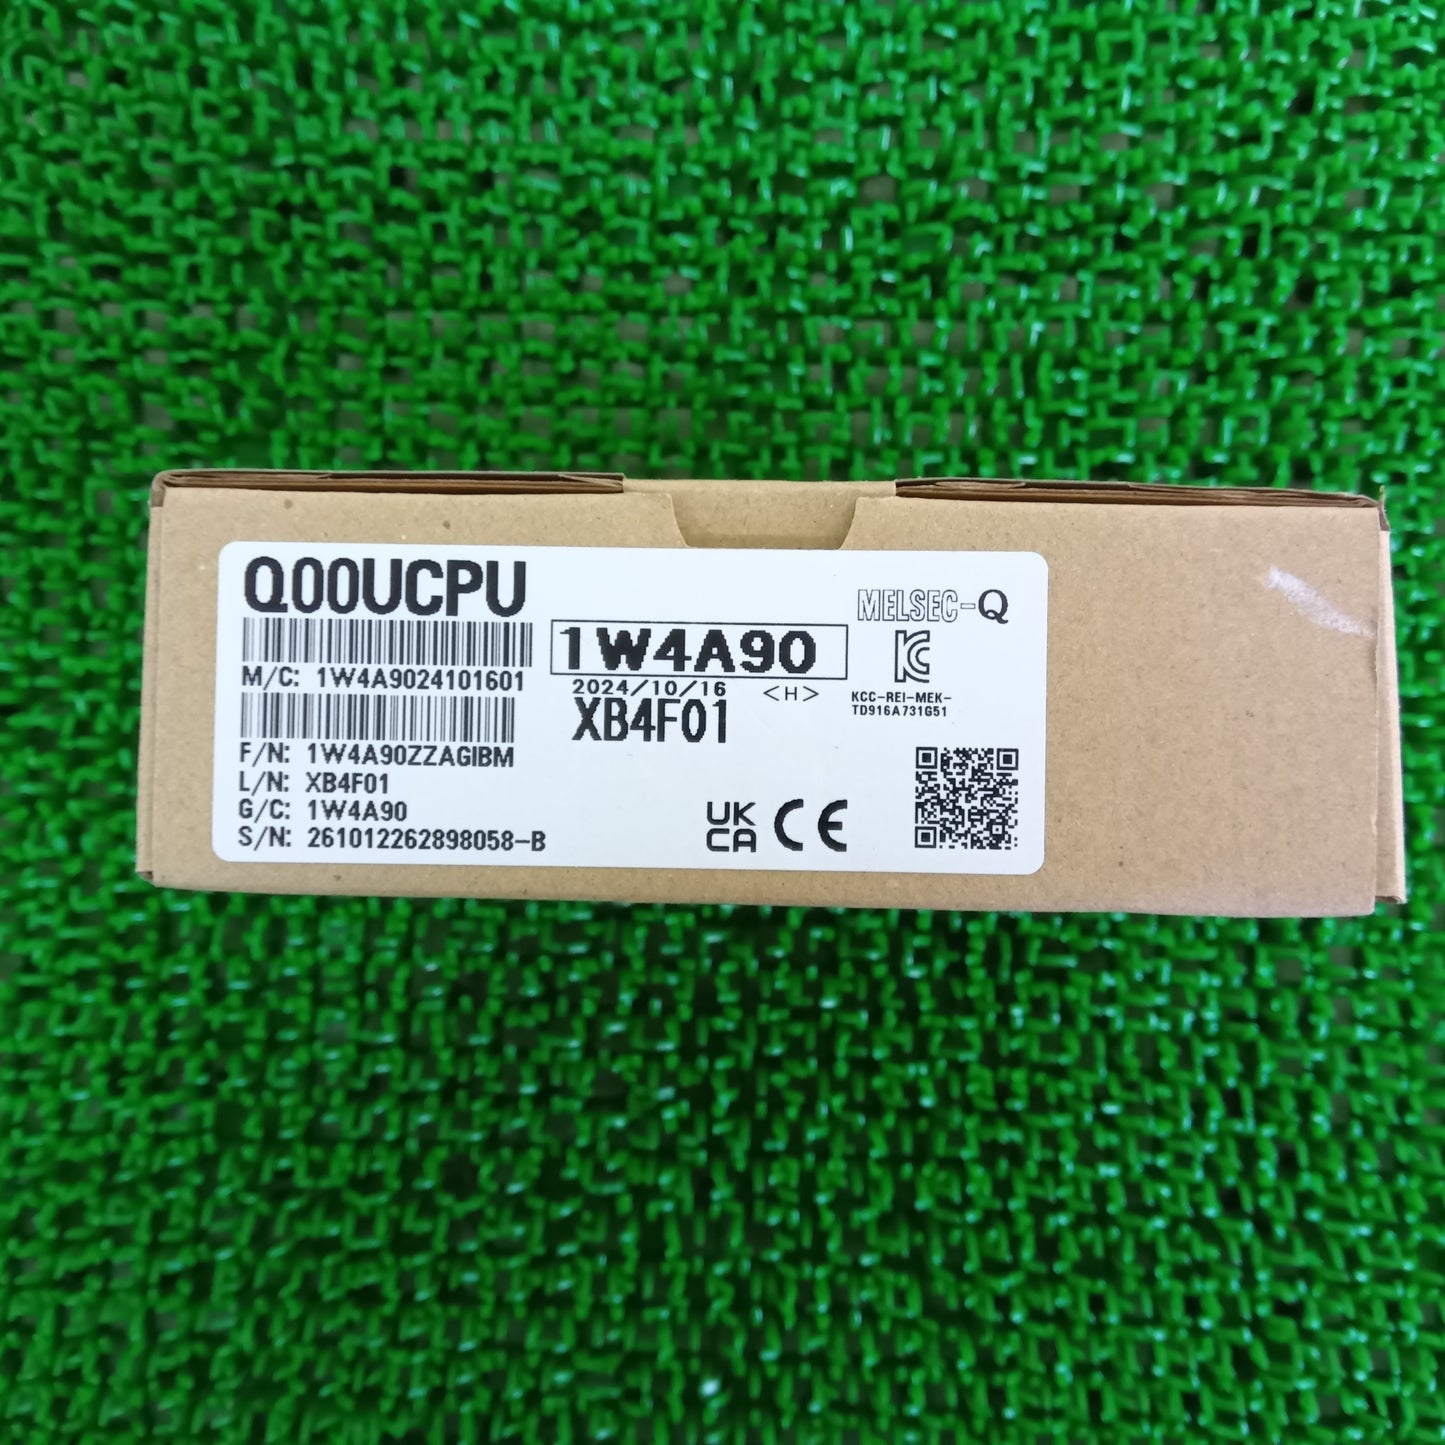 Q00UCPU
M/C: 1W4A9024101601
F/N: 1W4A90ZZAGIBM
L/N: XB4F01
G/C: 1W4A90
S/N: 261012262898058-B
1W4A90
2024/10/16 <H>
XB4F01
UK
CA CE
MELSEC-Q
KC
KCC-REI-MEK-
TD916A731G51